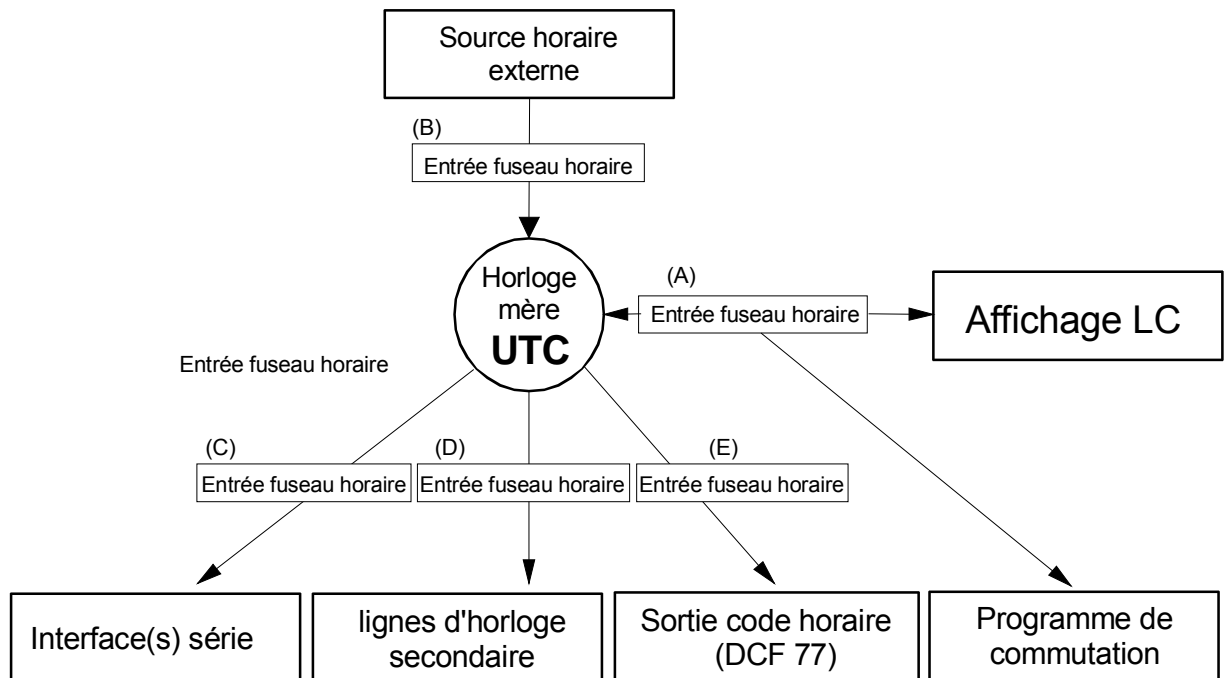 Source horaire
externe
(B)
Entrée fuseau horaire
Horloge
mère
UTC
(A)
Entrée fuseau horaire
Affichage LC
Entrée fuseau horaire
(C)
Entrée fuseau horaire
(D)
Entrée fuseau horaire
(E)
Entrée fuseau horaire
Interface(s) série
lignes d'horloge
secondaire
Sortie code horaire
(DCF 77)
Programme de
commutation